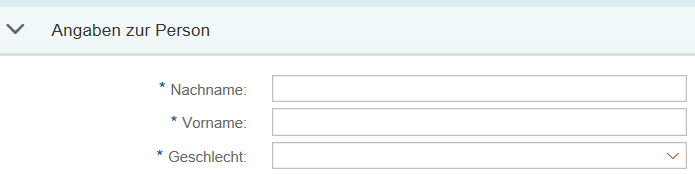 Angaben zur Person
* Nachname:
* Vorname:
* Geschlecht: